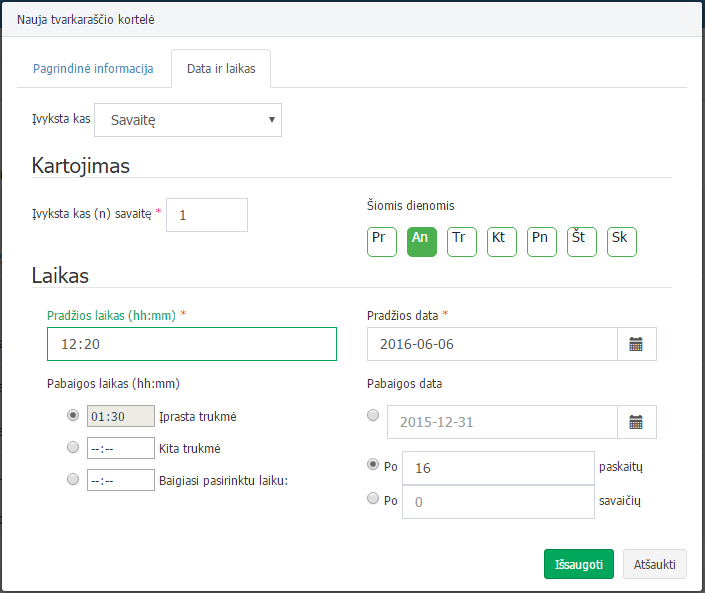 Nauja tvarkaraščio kortelė
Pagrindinė informacija Data ir laikas
Įvyksta kas Savaitę
Kartojimas
Įvyksta kas (n) savaitę * 1
Šiomis dienomis
Pr An Tr Kt Pn Št Sk
Laikas
Pradžios laikas (hh:mm) * Pradžios data *
12:20 2016-06-06
Pabaigos laikas (hh:mm) Pabaigos data
01:30 Įprasta trukmė 2015-12-31
--:-- Kita trukmė
Po 16 paskaitų
--:-- Baigiasi pasirinktu laiku:
Po 0 savaičių
Išsaugoti Atšaukti